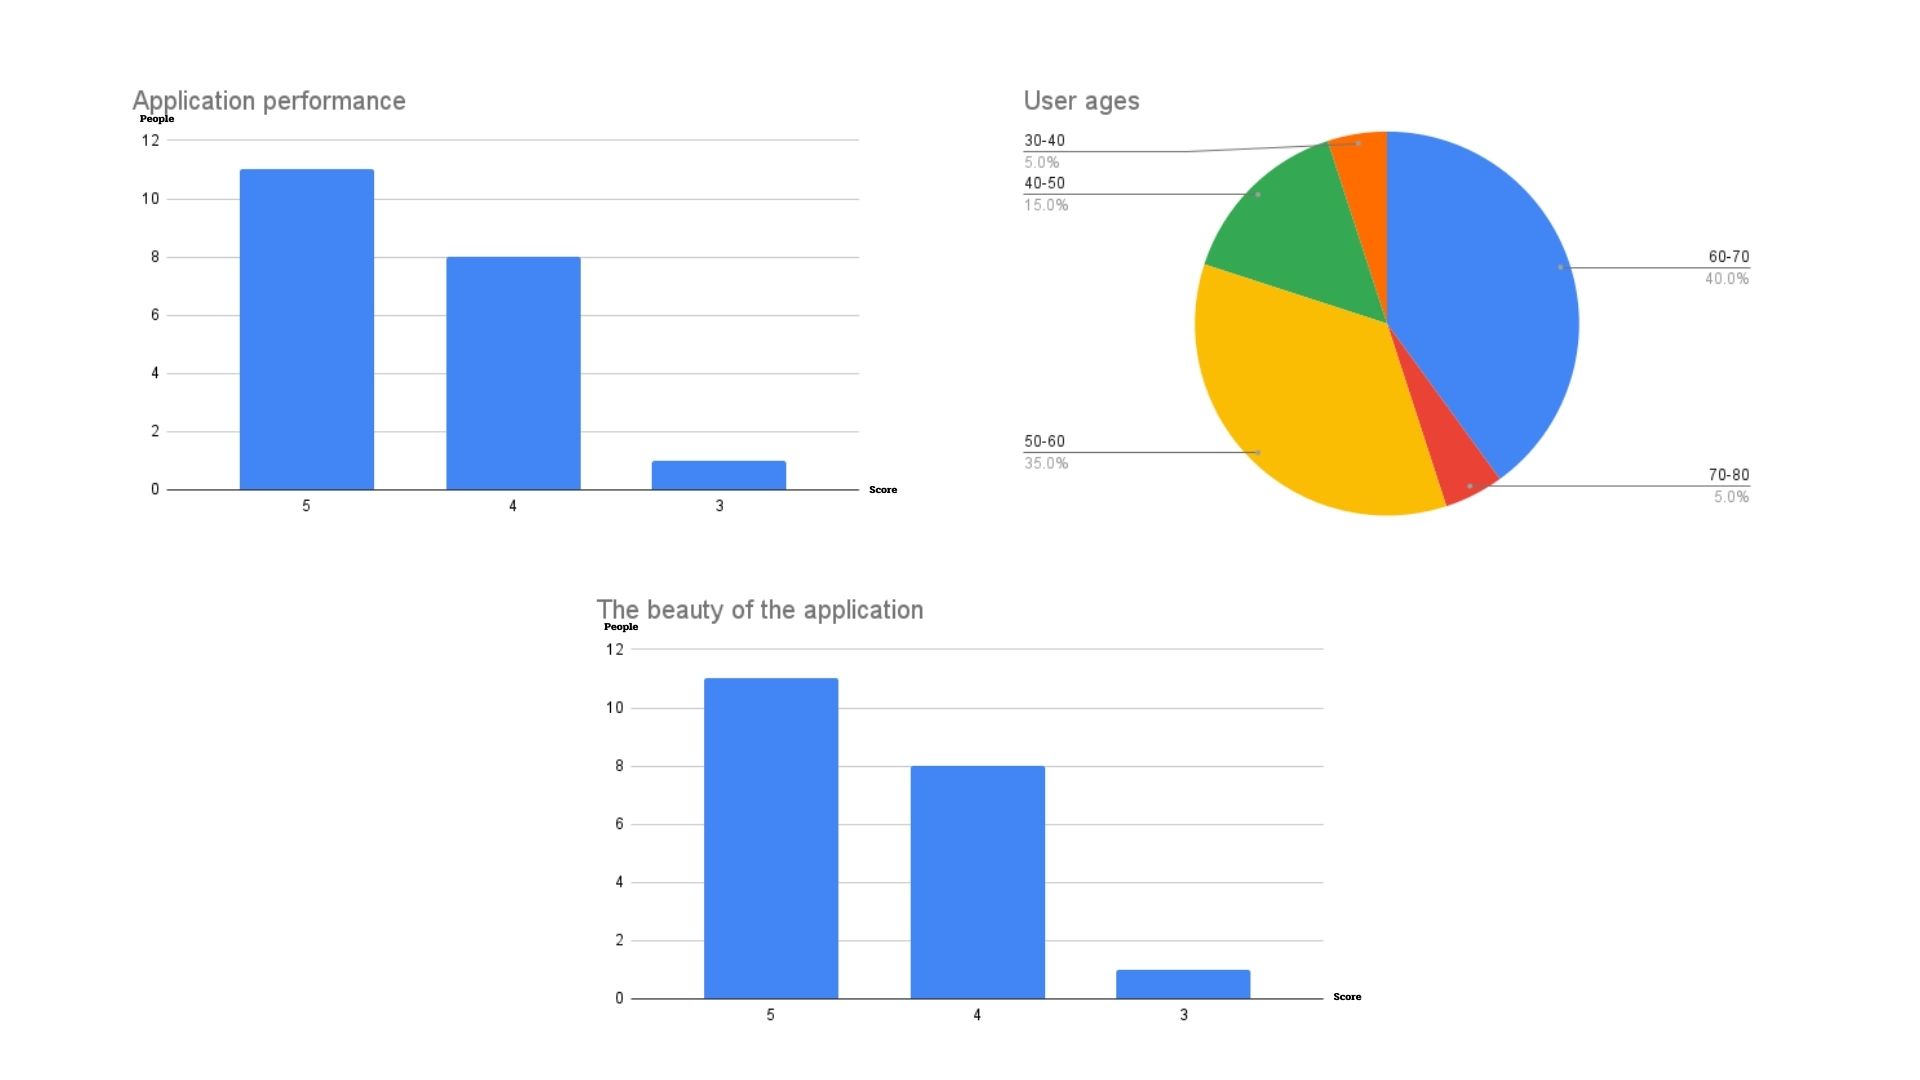 Application performance
People
12
10
8
6
4
2
0
5 4 3
Score
User ages
30-40
5.0%
40-50
15.0%
60-70
40.0%
50-60
35.0%
70-80
5.0%
The beauty of the application
People
12
10
8
6
4
2
0
5 4 3
Score